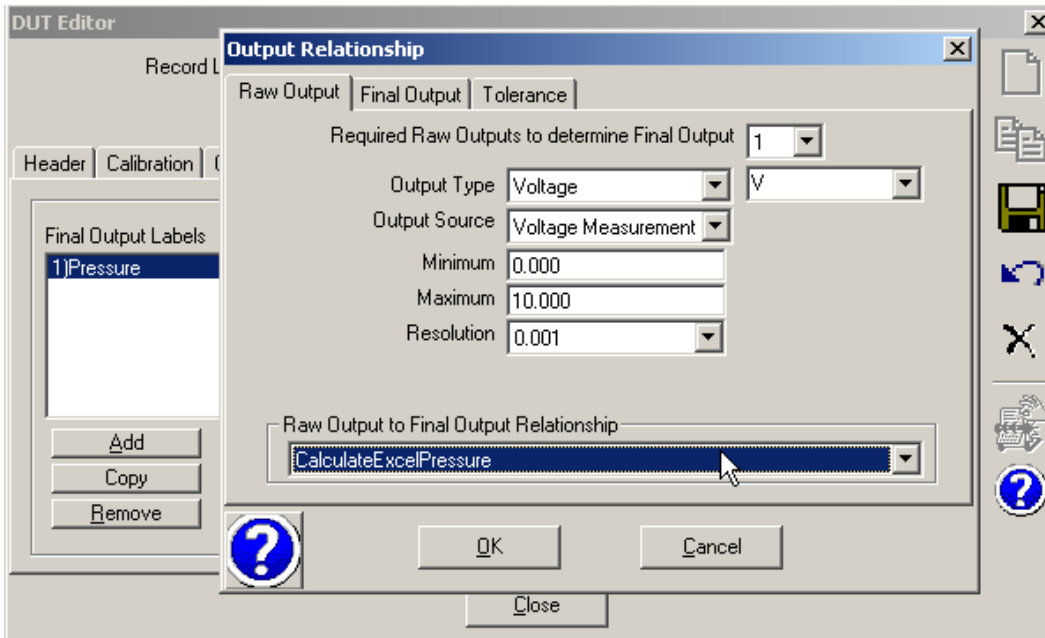 DUT Editor
Record L
Header Calibration
Final Output Labels
1)Pressure
Add
Copy
Remove
Close
Output Relationship
Raw Output Final Output Tolerance
Required Raw Outputs to determine Final Output 1
Output Type Voltage V
Output Source Voltage Measurement
Minimum 0.000
Maximum 10.000
Resolution 0.001
Raw Output to Final Output Relationship
CalculateExcelPressure
OK Cancel